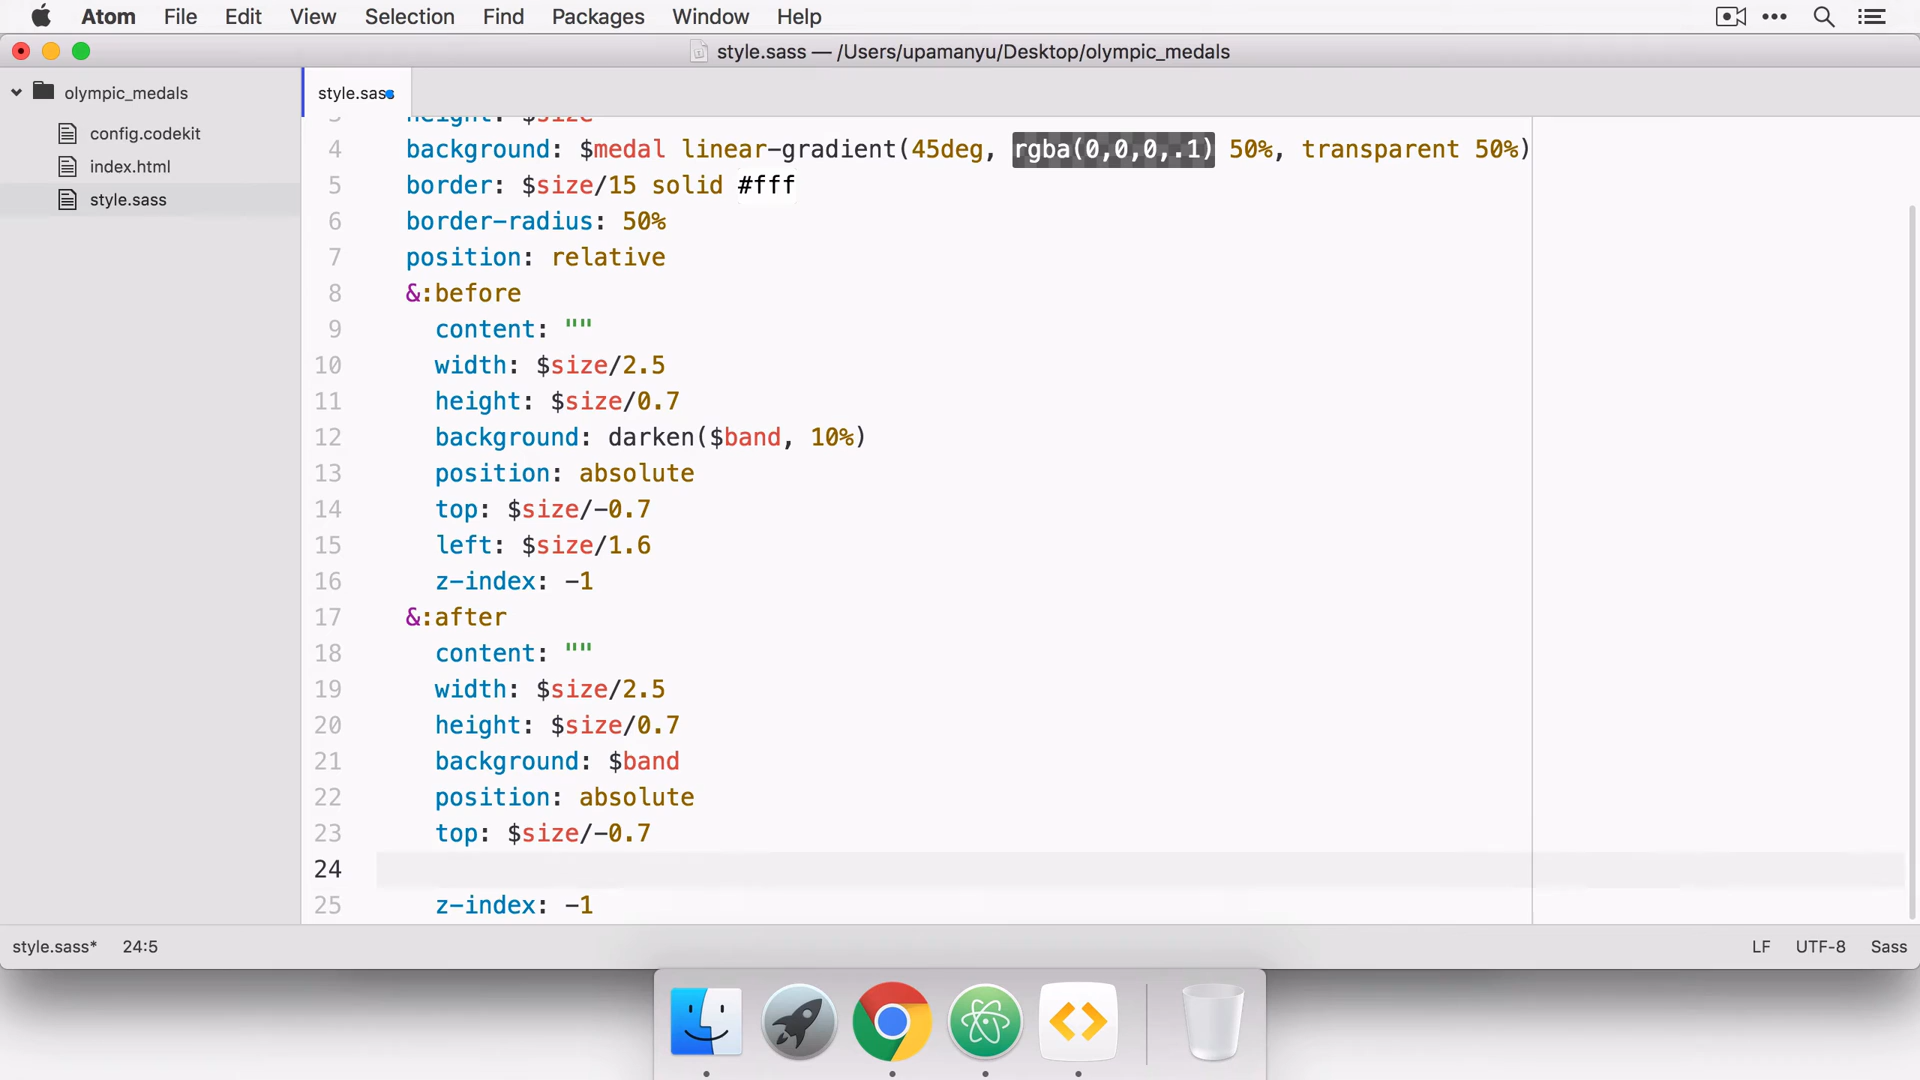 Atom File Edit View Selection Find Packages Window Help
style.sass — /Users/upamanyu/Desktop/olympic_medals
olympic_medals
config.codekit
index.html
style.sass
style.sass
height: $size
4 background: $medal linear-gradient(45deg, rgba(0,0,0,.1) 50%, transparent 50%)
5 border: $size/15 solid #fff
6 border-radius: 50%
7 position: relative
8 &:before
9 content: ""
10 width: $size/2.5
11 height: $size/0.7
12 background: darken($band, 10%)
13 position: absolute
14 top: $size/-0.7
15 left: $size/1.6
16 z-index: -1
17 &:after
18 content: ""
19 width: $size/2.5
20 height: $size/0.7
21 background: $band
22 position: absolute
23 top: $size/-0.7
24
25 z-index: -1
style.sass* 24:5 LF UTF-8 Sass